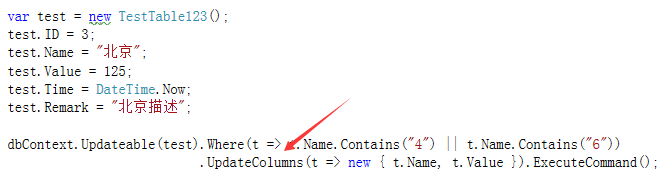 var test = new TestTable123();
test.ID = 3;
test.Name = "北京";
test.Value = 125;
test.Time = DateTime.Now;
test.Remark = "北京描述";
dbContext.Updateable(test).Where(t => .Name.Contains("4") || t.Name.Contains("6"))
.UpdateColumns(t => new { t.Name, t.Value }).ExecuteCommand();